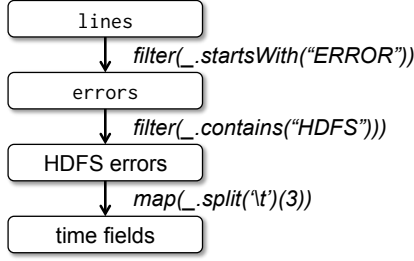 lines
filter(_.startsWith(“ERROR”))
errors
filter(_.contains(“HDFS”)))
HDFS errors
map(_.split(‘\t’)(3))
time fields